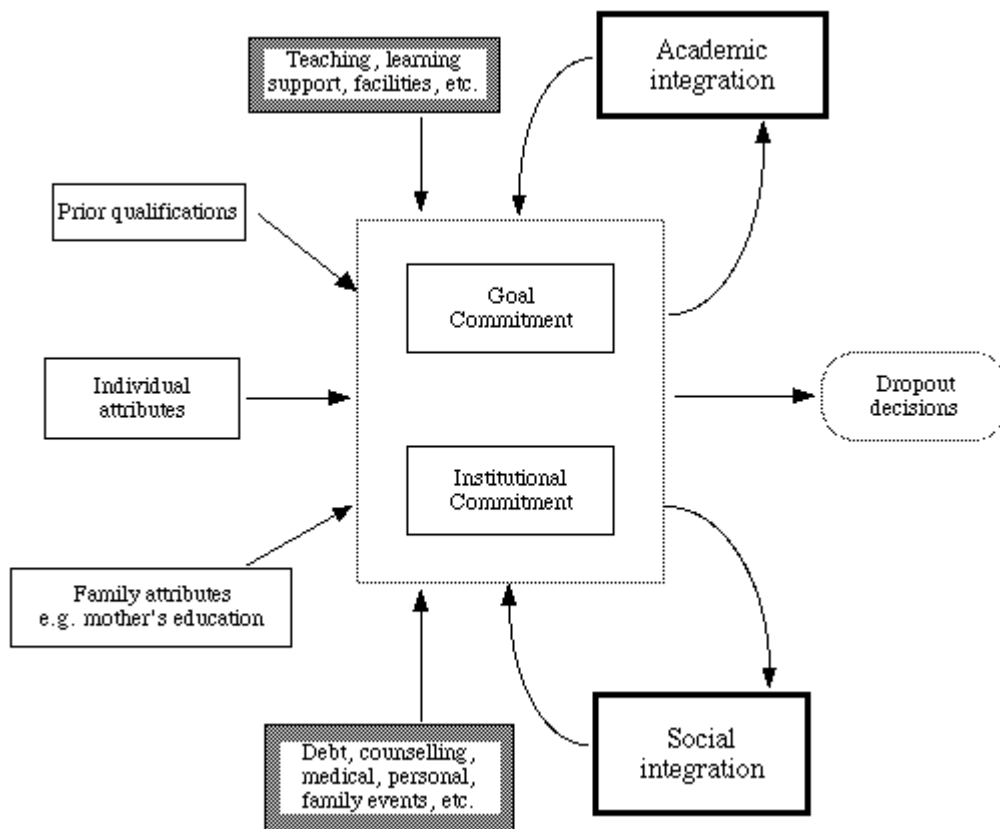 Teaching, learning
support, facilities, etc.
Academic
integration
Prior qualifications
Goal
Commitment
Individual
attributes
Dropout
decisions
Institutional
Commitment
Family attributes
e.g. mother's education
Social
integration
Debt, counselling,
medical, personal,
family events, etc.